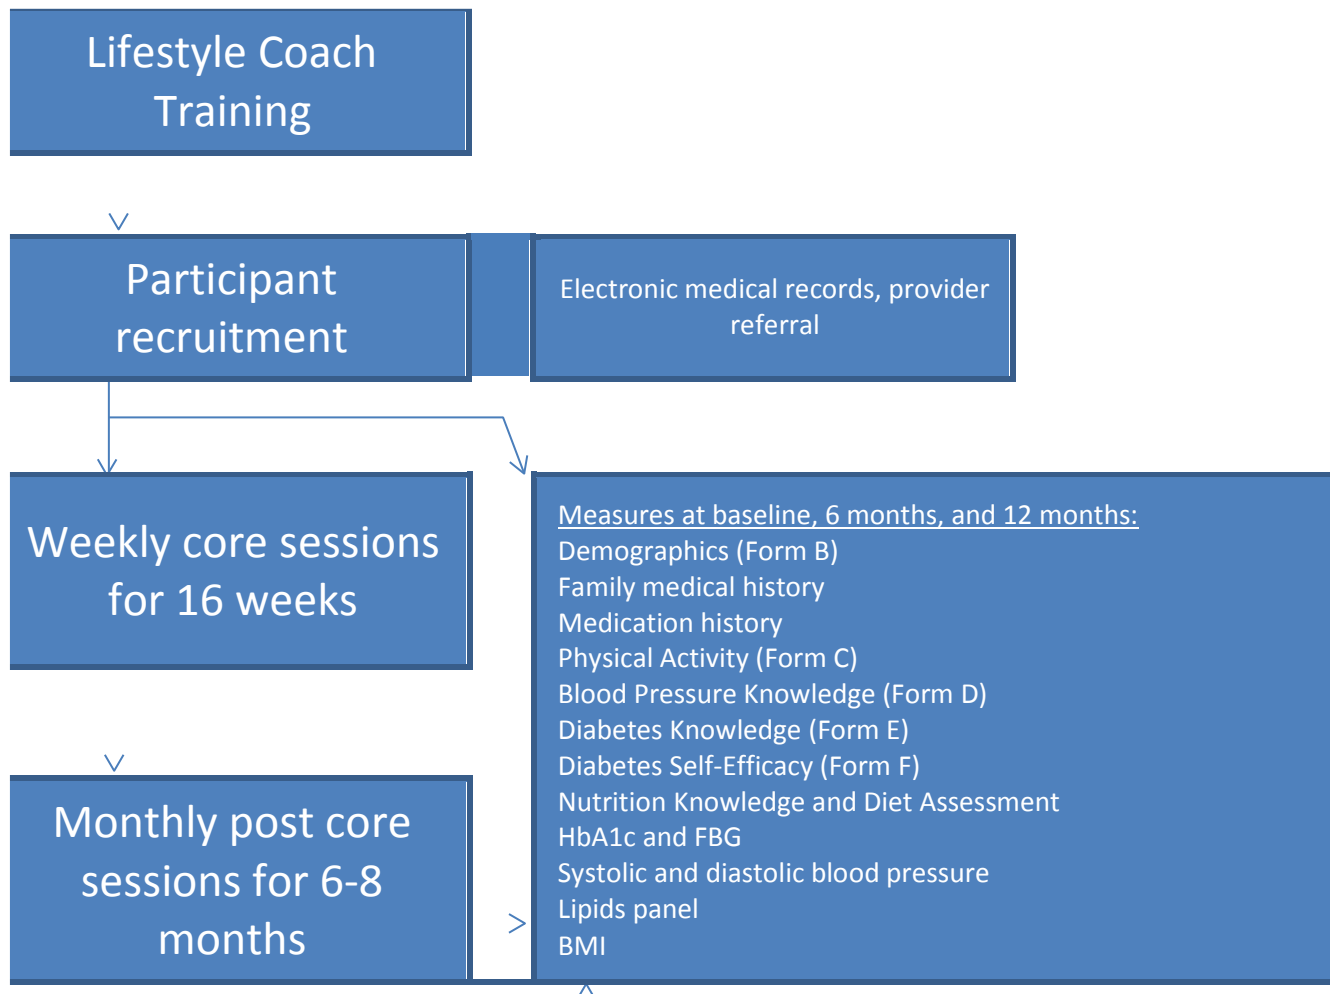 Lifestyle Coach
Training
Participant
recruitment
Electronic medical records, provider
referral
Weekly core sessions
for 16 weeks
Measures at baseline, 6 months, and 12 months:
Demographics (Form B)
Family medical history
Medication history
Physical Activity (Form C)
Blood Pressure Knowledge (Form D)
Diabetes Knowledge (Form E)
Diabetes Self-Efficacy (Form F)
Nutrition Knowledge and Diet Assessment
HbA1c and FBG
Systolic and diastolic blood pressure
Lipids panel
BMI
Monthly post core
sessions for 6-8
months